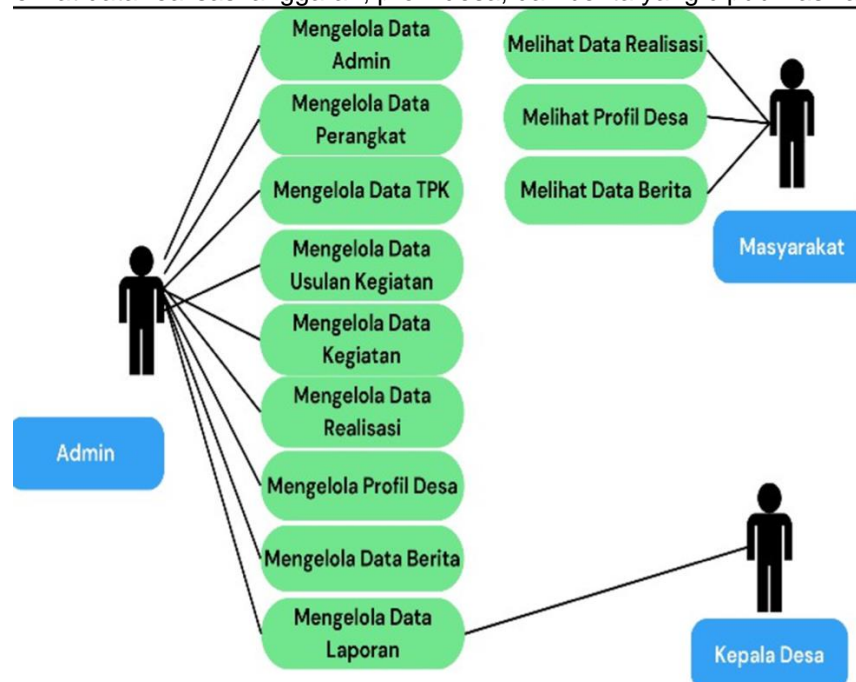 Mengelola Data
Admin
Mengelola Data
Perangkat
Mengelola Data TPK
Mengelola Data
Usulan Kegiatan
Mengelola Data
Kegiatan
Mengelola Data
Realisasi
Mengelola Profil Desa
Mengelola Data Berita
Mengelola Data
Laporan
Melihat Data Realisasi
Melihat Profil Desa
Melihat Data Berita
Masyarakat
Admin
Kepala Desa